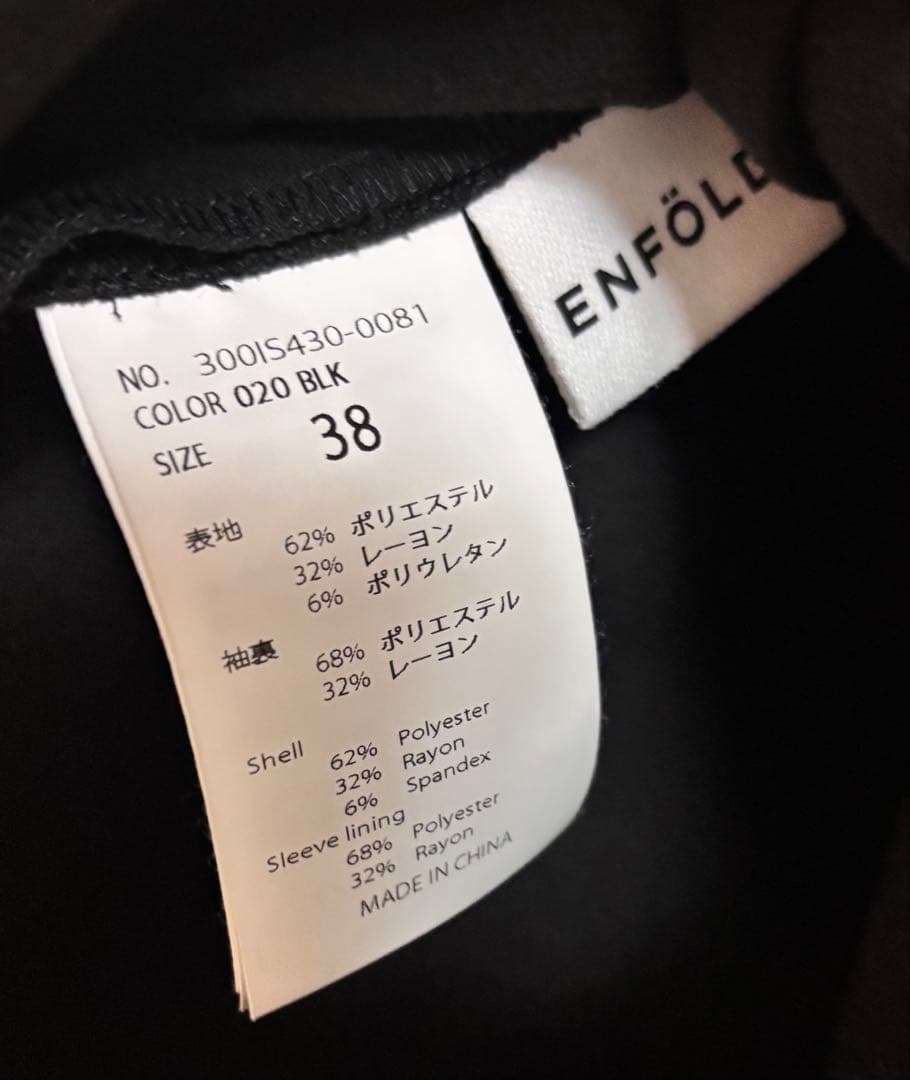 ENFÖLD
NO. 300IS430-0081
COLOR 020 BLK
SIZE 38
表地 62% ポリエステル
32% レーヨン
6% ポリウレタン
袖裏 68% ポリエステル
32% レーヨン
Shell 62% Polyester
32% Rayon
6% Spandex
Sleeve lining
68% Polyester
32% Rayon
MADE IN CHINA